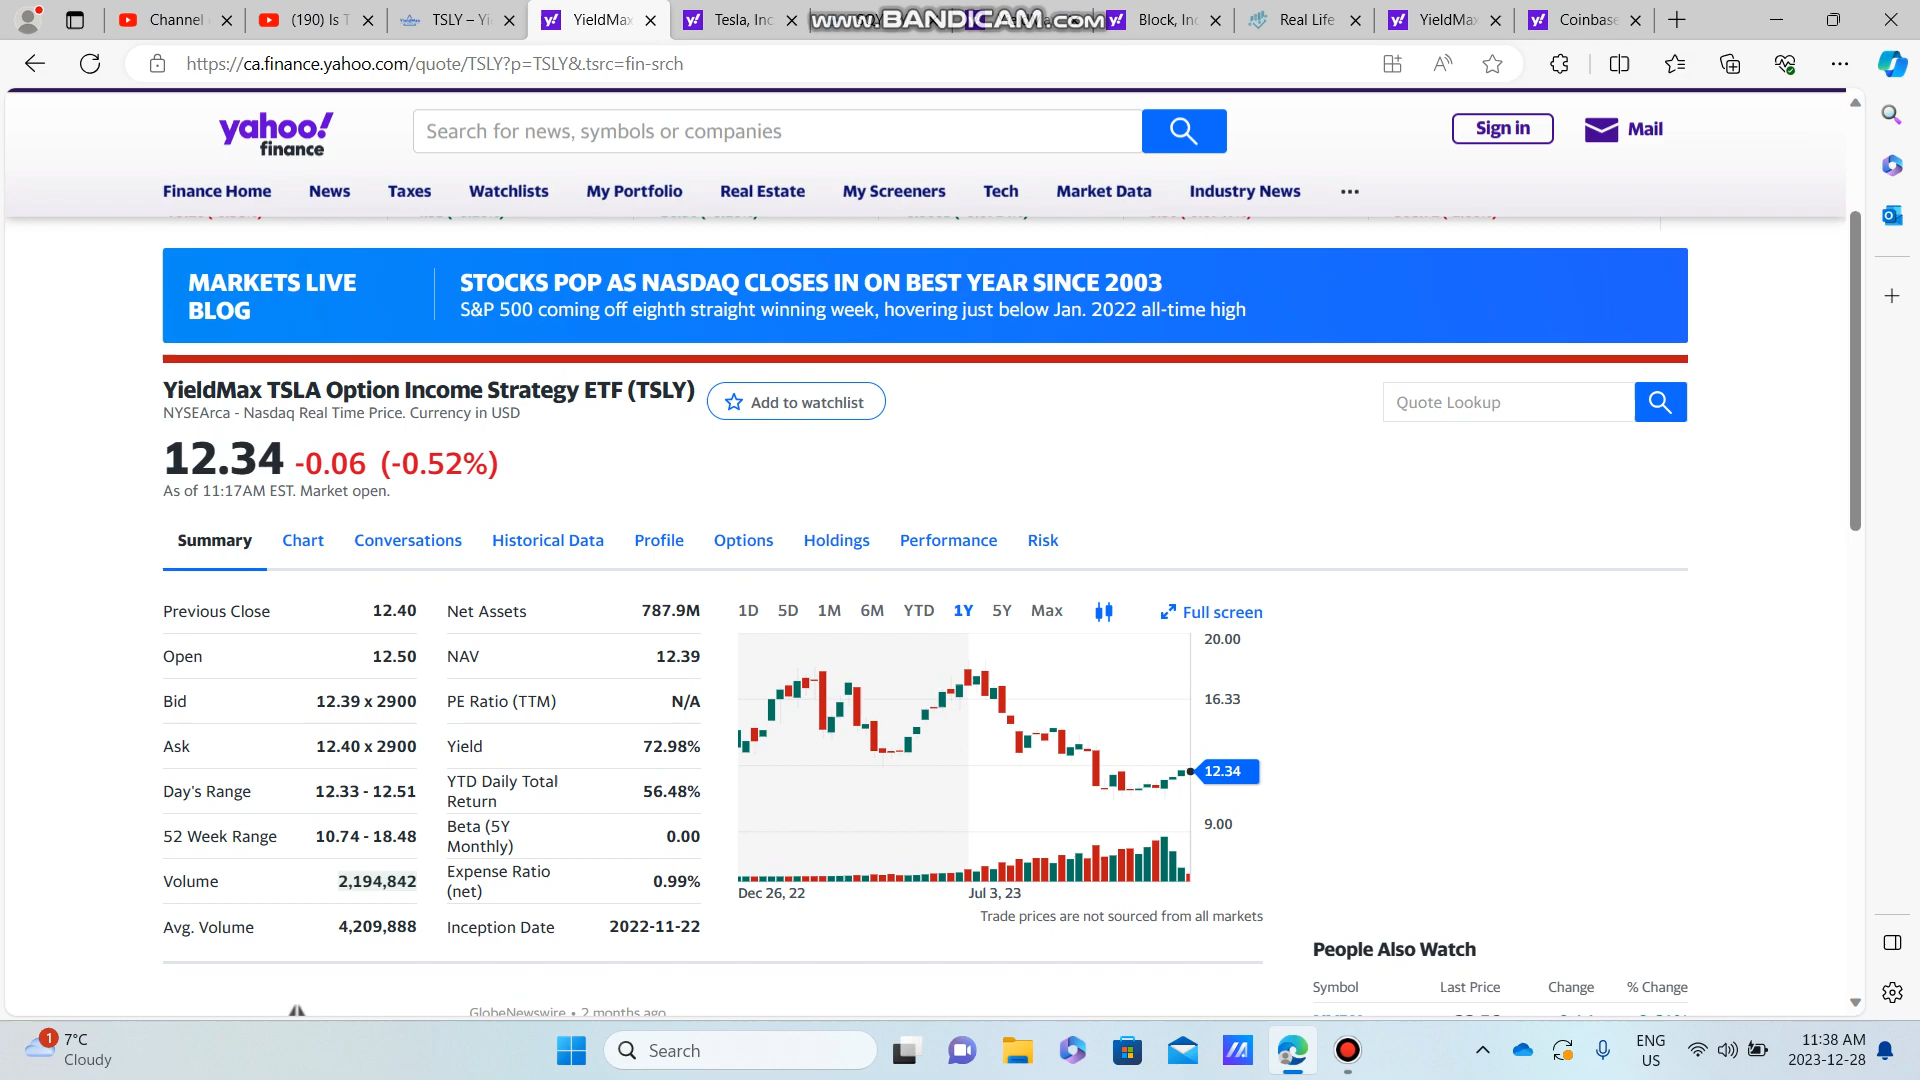 Channel
(190) Is T
TSLY – Yi
YieldMax
Tesla, Inc
www.BANDICAM.com
Block, Inc
Real Life
YieldMax
Coinbase
https://ca.finance.yahoo.com/quote/TSLY?p=TSLY&.tsrc=fin-srch
yahoo!
finance
Search for news, symbols or companies
Sign in
Mail
Finance Home News Taxes Watchlists My Portfolio Real Estate My Screeners Tech Market Data Industry News ...
MARKETS LIVE
BLOG
STOCKS POP AS NASDAQ CLOSES IN ON BEST YEAR SINCE 2003
S&P 500 coming off eighth straight winning week, hovering just below Jan. 2022 all-time high
YieldMax TSLA Option Income Strategy ETF (TSLY)
Add to watchlist
Quote Lookup
NYSEArca - Nasdaq Real Time Price. Currency in USD
12.34 -0.06 (-0.52%)
As of 11:17AM EST. Market open.
Summary Chart Conversations Historical Data Profile Options Holdings Performance Risk
Previous Close 12.40
Open 12.50
Bid 12.39 x 2900
Ask 12.40 x 2900
Day's Range 12.33 - 12.51
52 Week Range 10.74 - 18.48
Volume 2,194,842
Avg. Volume 4,209,888
Net Assets 787.9M
NAV 12.39
PE Ratio (TTM) N/A
Yield 72.98%
YTD Daily Total
Return 56.48%
Beta (5Y
Monthly) 0.00
Expense Ratio
(net) 0.99%
Inception Date 2022-11-22
1D 5D 1M 6M YTD 1Y 5Y Max
Full screen
20.00
16.33
12.34
9.00
Dec 26, 22
Jul 3, 23
Trade prices are not sourced from all markets
People Also Watch
Symbol Last Price Change % Change
GlobeNewswire • 2 months ago
1
7°C
Cloudy
Search
ENG
US
11:38 AM
2023-12-28